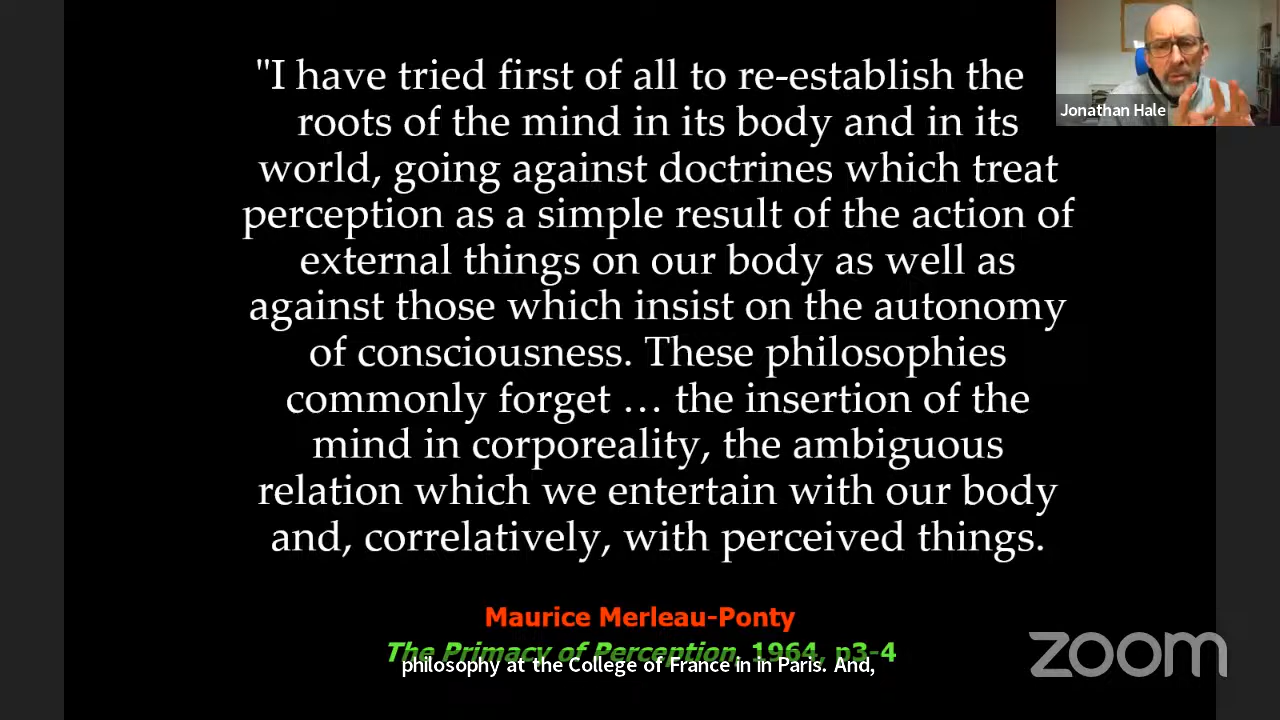 "I have tried first of all to re-establish the
roots of the mind in its body and in its
world, going against doctrines which treat
perception as a simple result of the action of
external things on our body as well as
against those which insist on the autonomy
of consciousness. These philosophies
commonly forget … the insertion of the
mind in corporeality, the ambiguous
relation which we entertain with our body
and, correlatively, with perceived things.
Jonathan Hale
Maurice Merleau-Ponty
The Primacy of Perception, 1964, p3-4
philosophy at the College of France in in Paris. And,
zoom